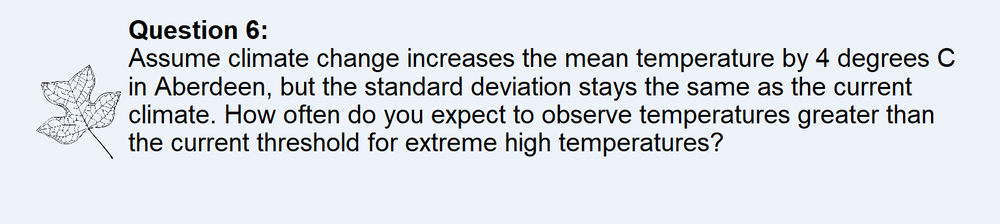 Question 6:
Assume climate change increases the mean temperature by 4 degrees C
in Aberdeen, but the standard deviation stays the same as the current
climate. How often do you expect to observe temperatures greater than
the current threshold for extreme high temperatures?